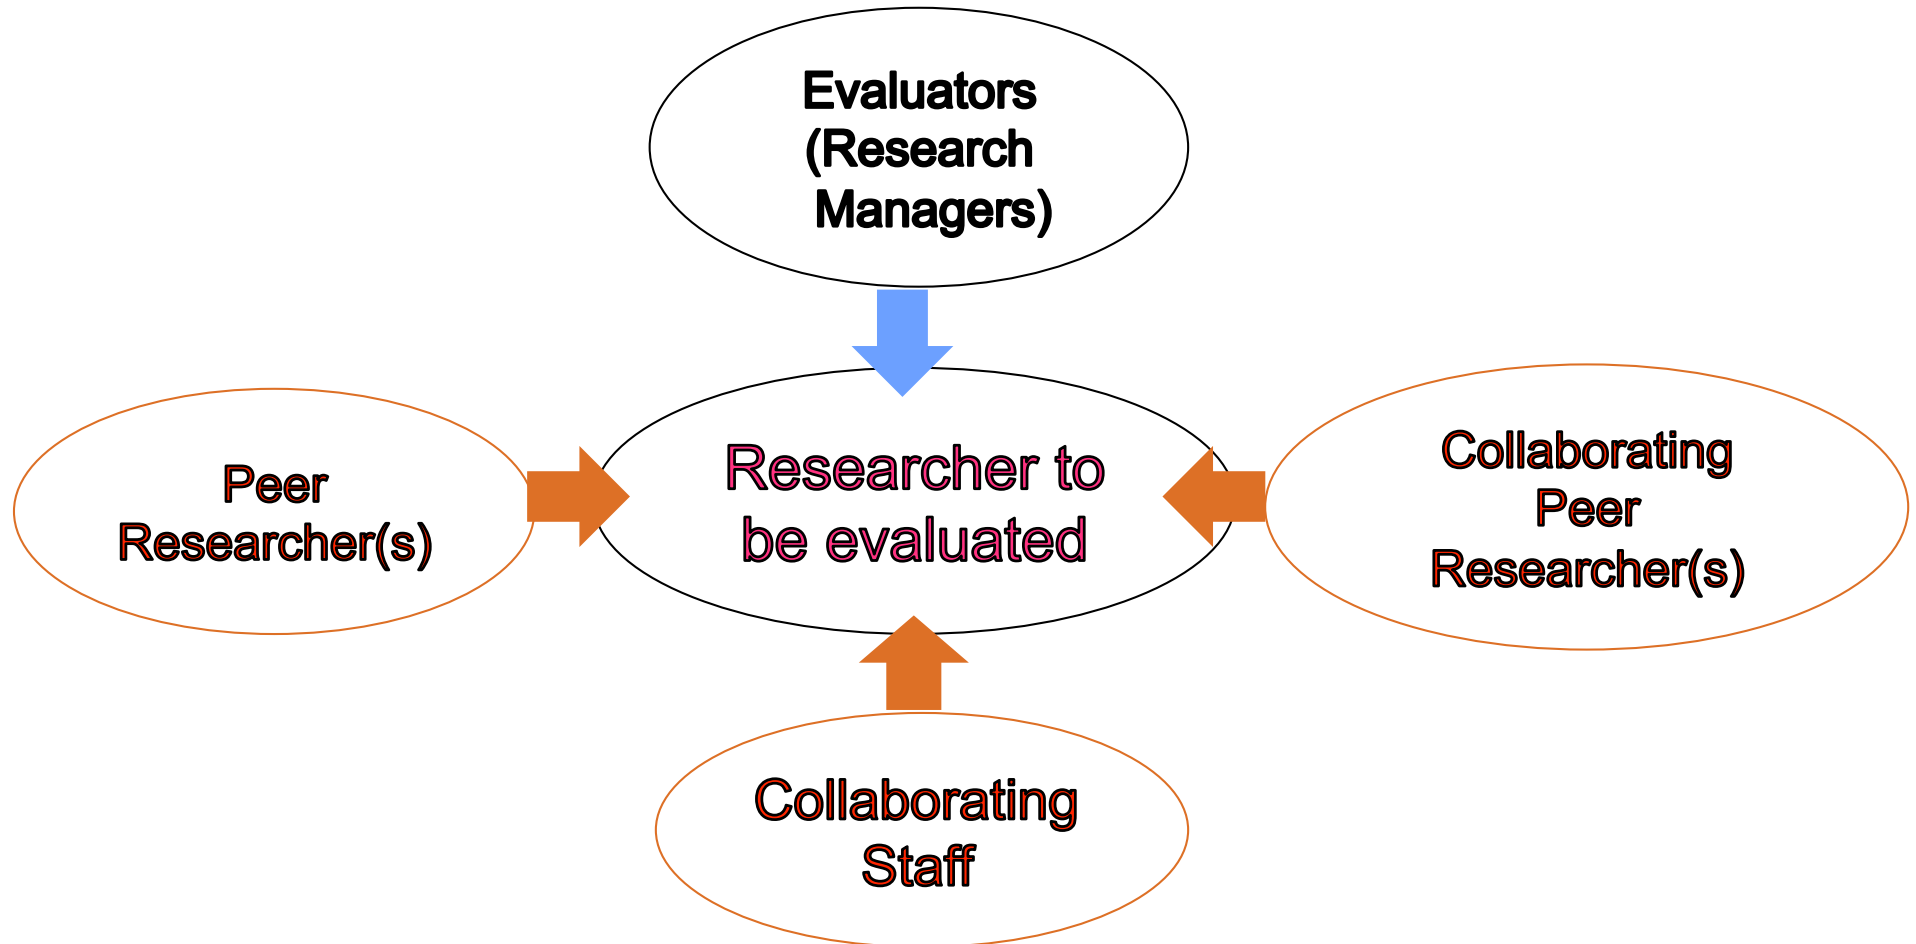 Evaluators
(Research
Managers)
Peer
Researcher(s)
Researcher to
be evaluated
Collaborating
Peer
Researcher(s)
Collaborating
Staff